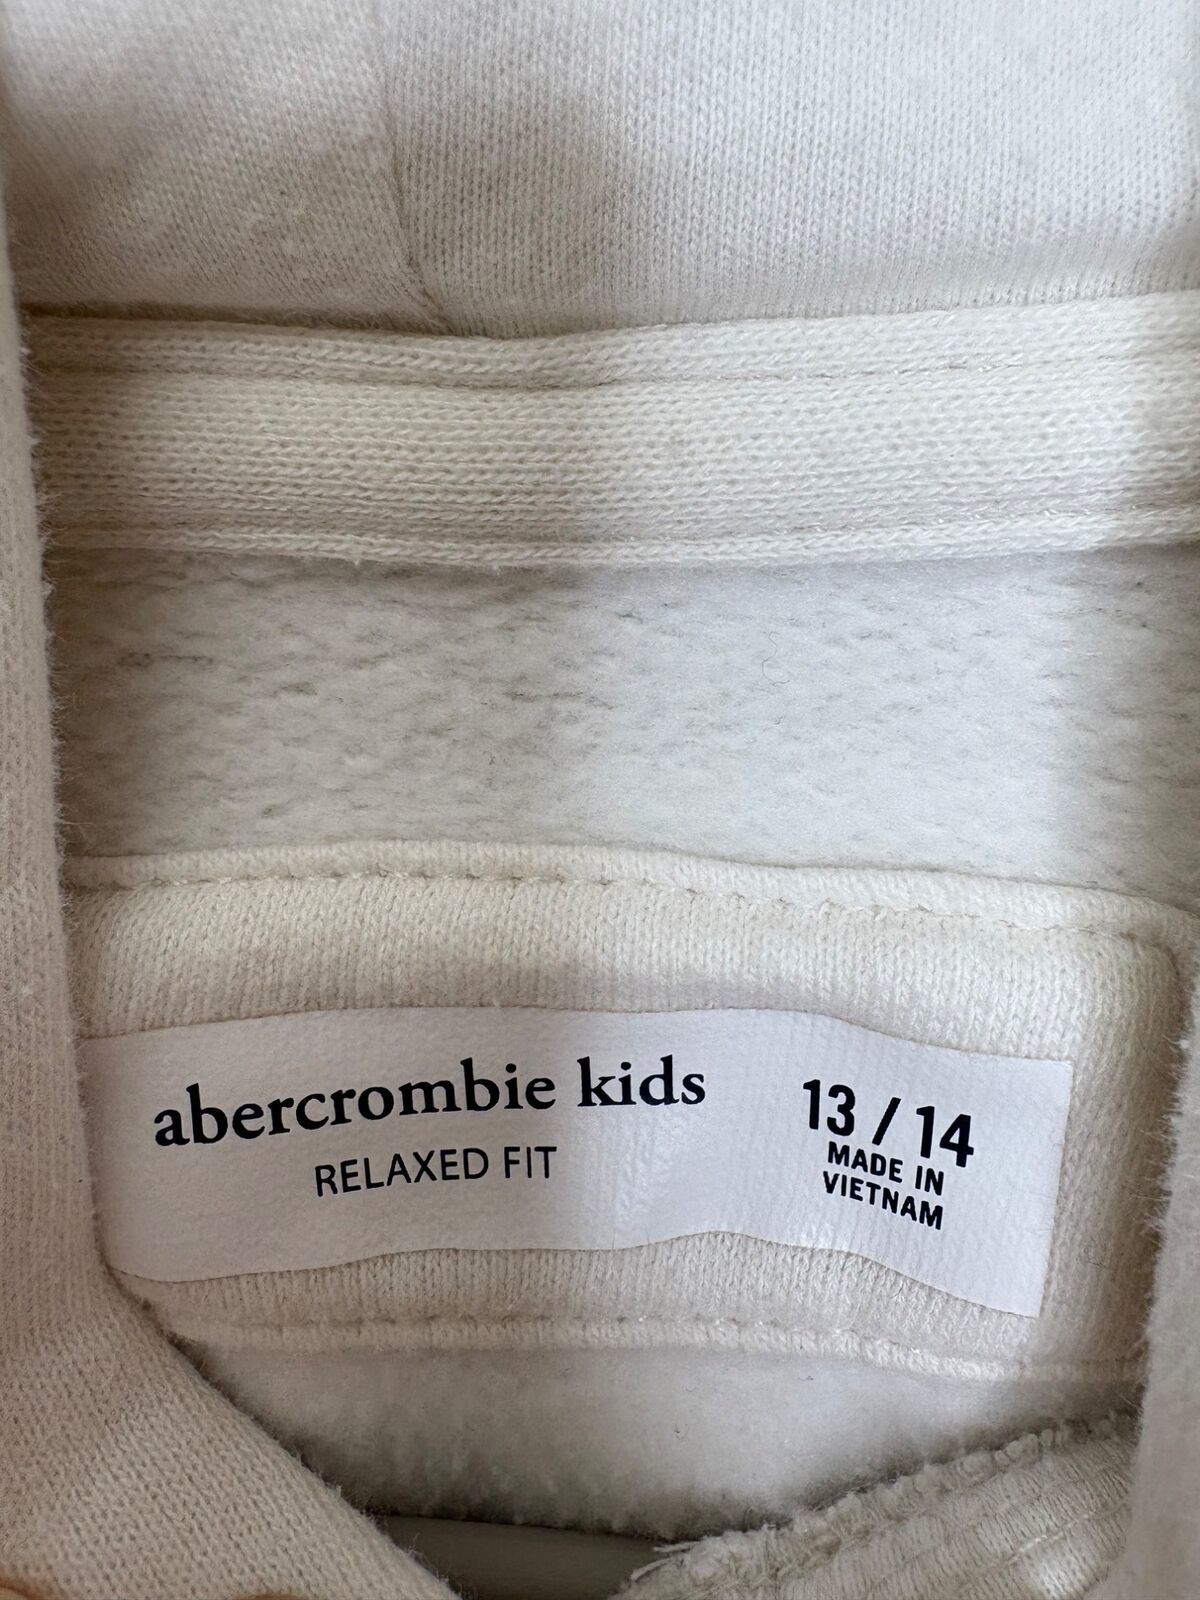 abercrombie kids
RELAXED FIT
13 / 14
MADE IN
VIETNAM